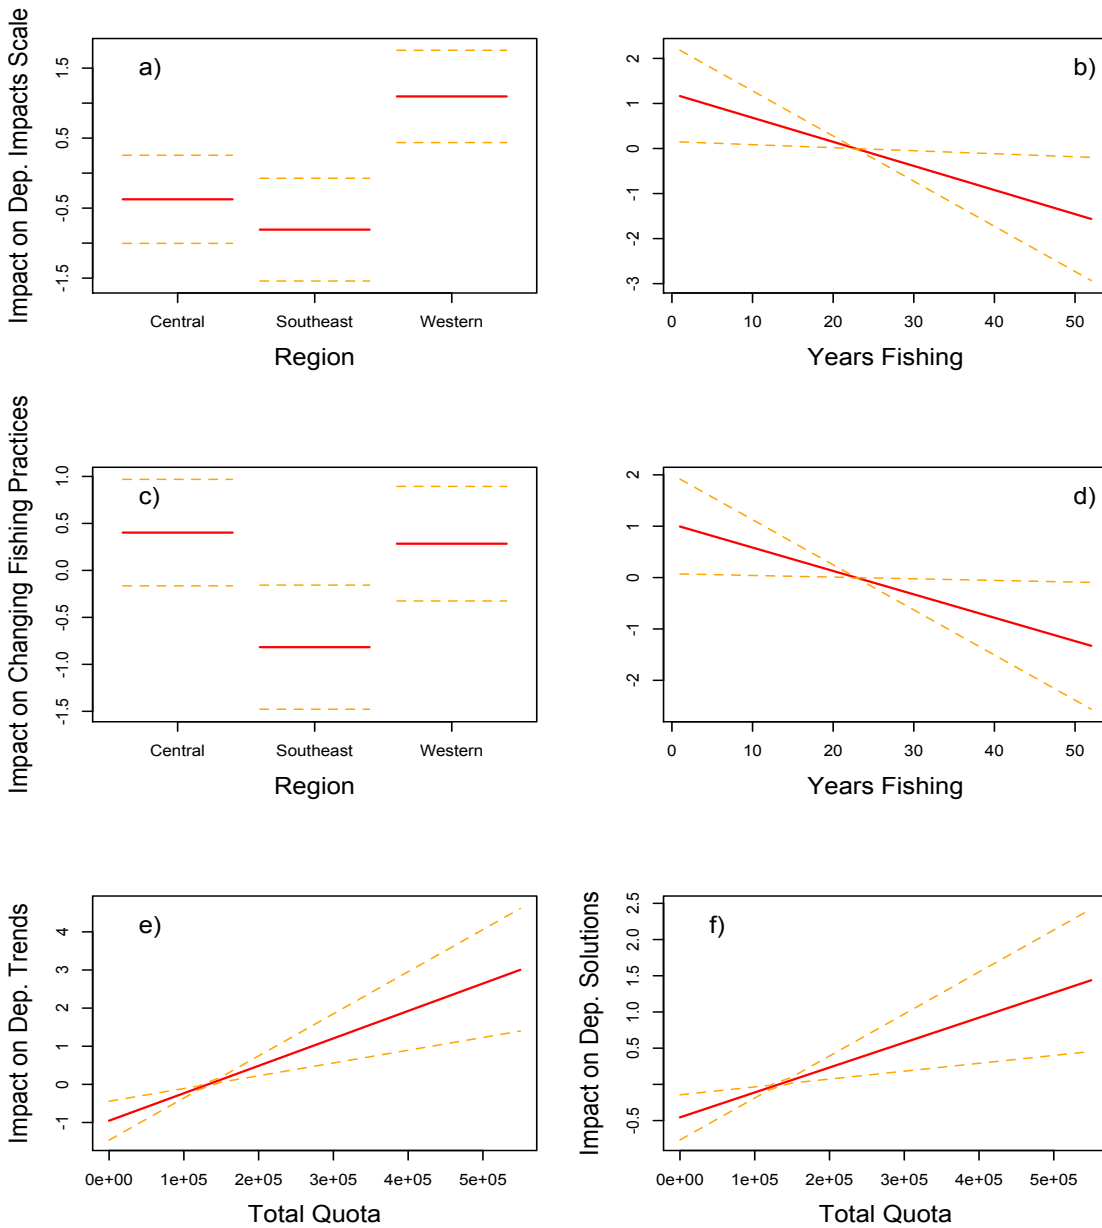 Impact on Dep. Impacts Scale
1.5
0.5
-0.5
-1.5
a)
Central Southeast Western
Region
2
1
0
-1
-2
-3
b)
0 10 20 30 40 50
Years Fishing
Impact on Changing Fishing Practices
1.0
0.5
0.0
-0.5
-1.0
-1.5
c)
Central Southeast Western
Region
2
1
0
-1
-2
d)
0 10 20 30 40 50
Years Fishing
Impact on Dep. Trends
4
3
2
1
0
-1
e)
0e+00 1e+05 2e+05 3e+05 4e+05 5e+05
Total Quota
Impact on Dep. Solutions
2.5
2.0
1.5
0.5
-0.5
f)
0e+00 1e+05 2e+05 3e+05 4e+05 5e+05
Total Quota